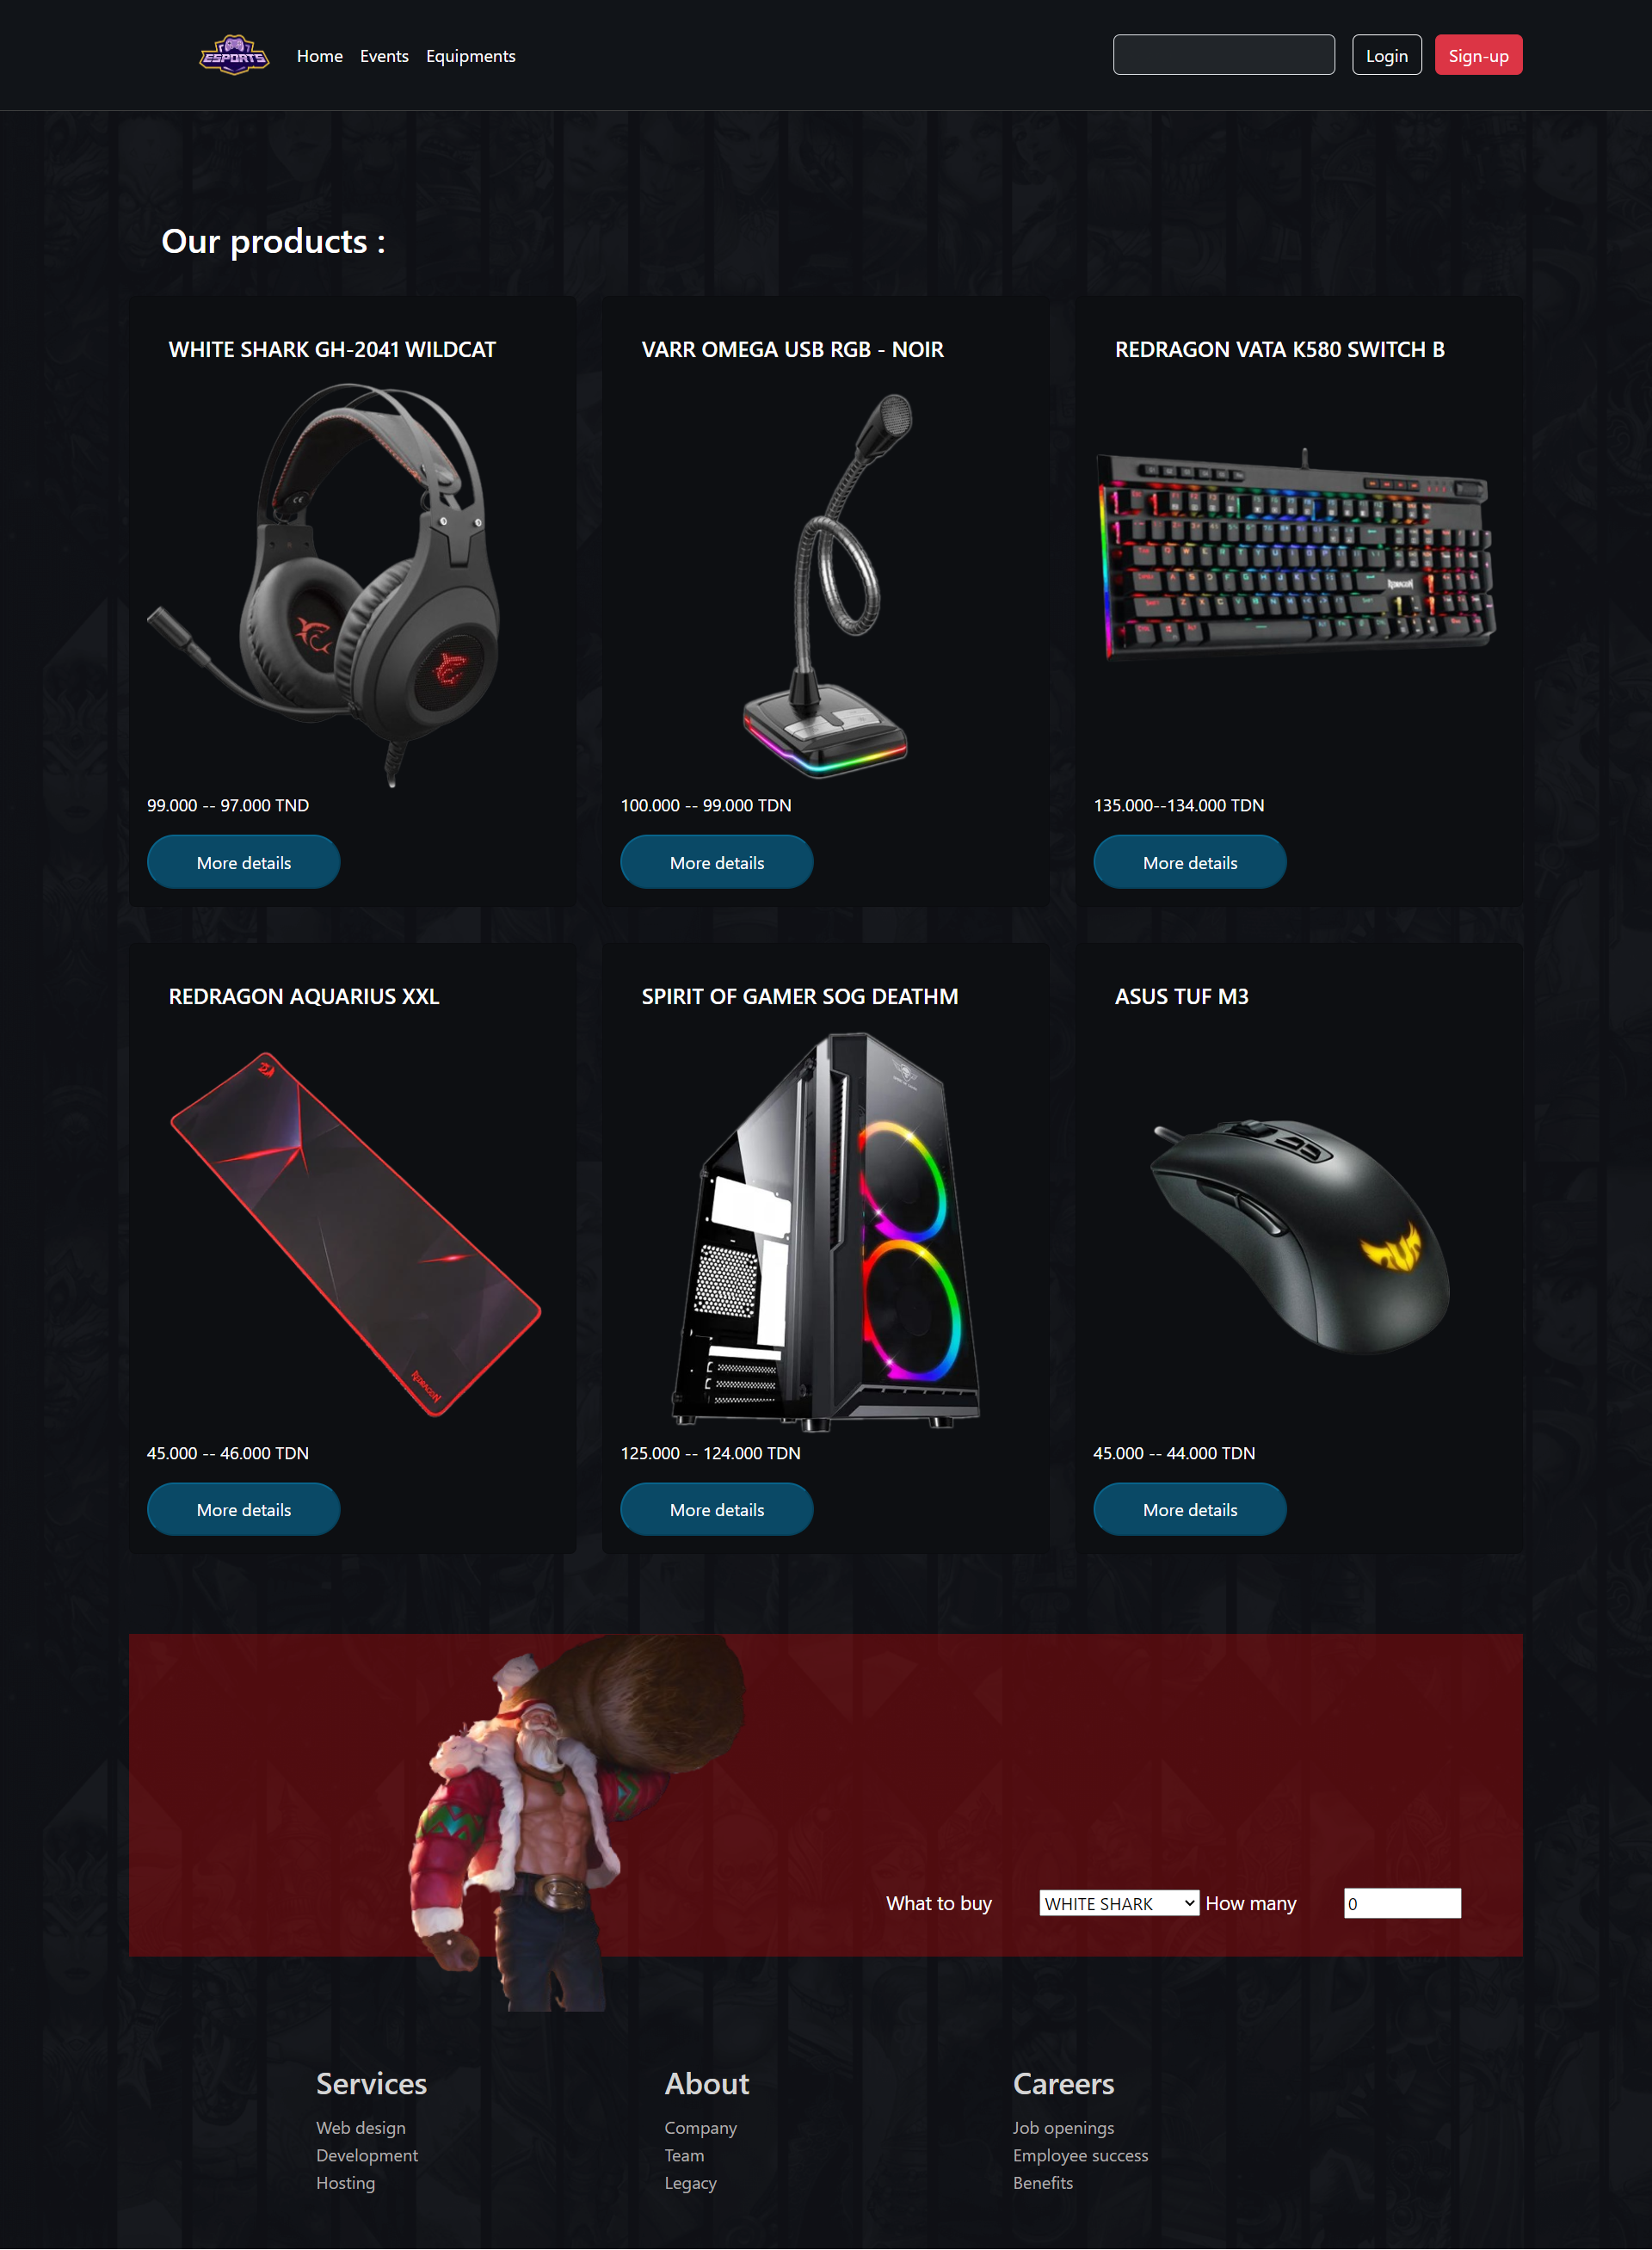 ESPORTS
Home Events Equipments
Login Sign-up
Our products :
WHITE SHARK GH-2041 WILDCAT
99.000 -- 97.000 TND
More details
VARR OMEGA USB RGB - NOIR
100.000 -- 99.000 TDN
More details
REDRAGON VATA K580 SWITCH B
REDRAGON
135.000--134.000 TDN
More details
REDRAGON AQUARIUS XXL
REDRAGON
45.000 -- 46.000 TDN
More details
SPIRIT OF GAMER SOG DEATHM
125.000 -- 124.000 TDN
More details
ASUS TUF M3
TUF
45.000 -- 44.000 TDN
More details
What to buy WHITE SHARK How many 0
Services
Web design
Development
Hosting
About
Company
Team
Legacy
Careers
Job openings
Employee success
Benefits